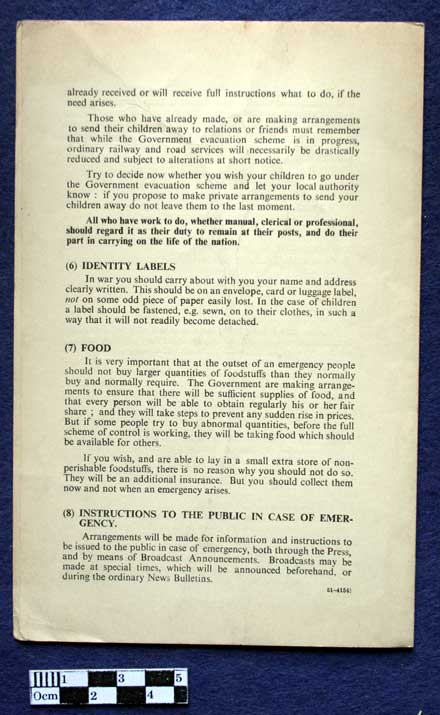 already received or will receive full instructions what to do, if the
need arises.
Those who have already made, or are making arrangements
to send their children away to relations or friends must remember
that while the Government evacuation scheme is in progress,
ordinary railway and road services will necessarily be drastically
reduced and subject to alterations at short notice.
Try to decide now whether you wish your children to go under
the Government evacuation scheme and let your local authority
know : if you propose to make private arrangements to send your
children away do not leave them to the last moment.
All who have work to do, whether manual, clerical or professional,
should regard it as their duty to remain at their posts, and do their
part in carrying on the life of the nation.
(6) IDENTITY LABELS
In war you should carry about with you your name and address
clearly written. This should be on an envelope, card or luggage label,
not on some odd piece of paper easily lost. In the case of children
a label should be fastened, e.g. sewn, on to their clothes, in such a
way that it will not readily become detached.
(7) FOOD
It is very important that at the outset of an emergency people
should not buy larger quantities of foodstuffs than they normally
buy and normally require. The Government are making arrange-
ments to ensure that there will be sufficient supplies of food, and
that every person will be able to obtain regularly his or her fair
share ; and they will take steps to prevent any sudden rise in prices.
But if some people try to buy abnormal quantities, before the full
scheme of control is working, they will be taking food which should
be available for others.
If you wish, and are able to lay in a small extra store of non-
perishable foodstuffs, there is no reason why you should not do so.
They will be an additional insurance. But you should collect them
now and not when an emergency arises.
(8) INSTRUCTIONS TO THE PUBLIC IN CASE OF EMER-
GENCY.
Arrangements will be made for information and instructions to
be issued to the public in case of emergency, both through the Press,
and by means of Broadcast Announcements. Broadcasts may be
made at special times, which will be announced beforehand, or
during the ordinary News Bulletins.
1 3 5
0cm 2 4